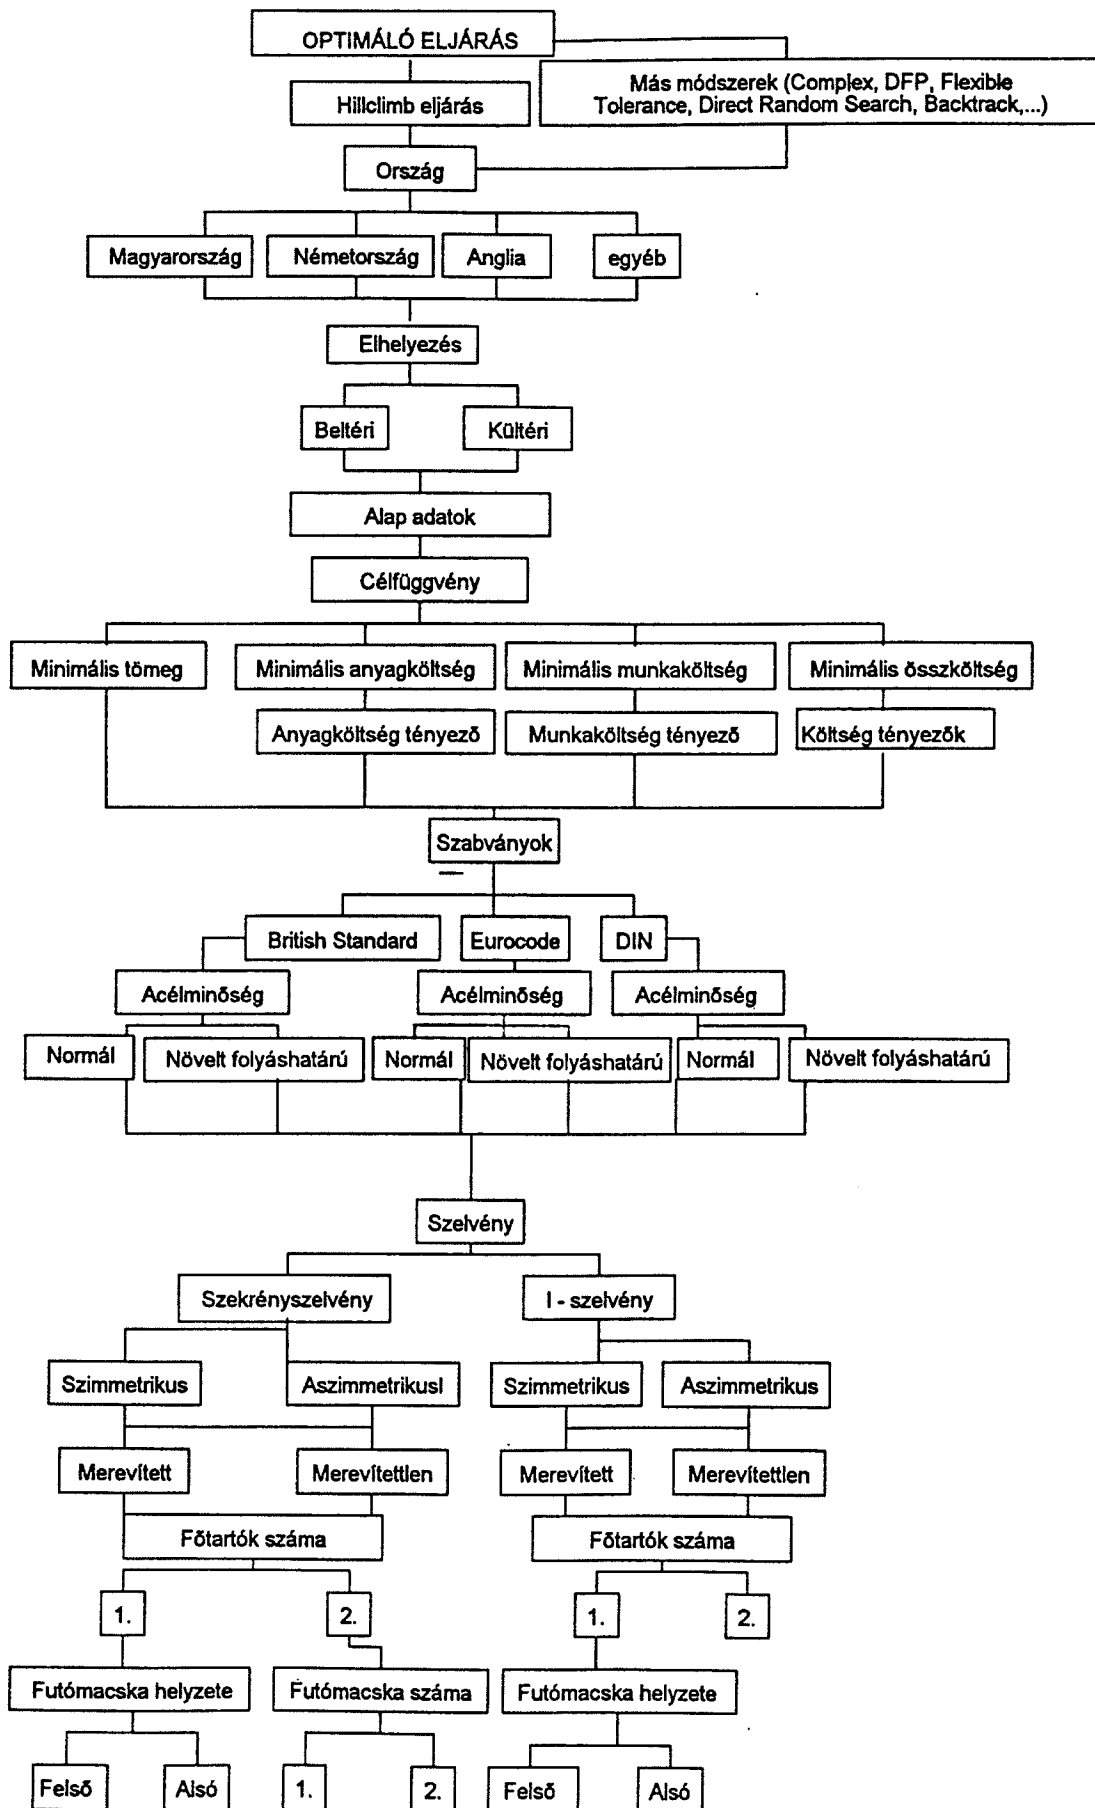 OPTIMÁLÓ ELJÁRÁS
Hillclimb eljárás
Más módszerek (Complex, DFP, Flexible
Tolerance, Direct Random Search, Backtrack,...)
Ország
Magyarország
Németország
Anglia
egyéb
Elhelyezés
Beltéri
Kültéri
Alap adatok
Célfüggvény
Minimális tömeg
Minimális anyagköltség
Minimális munkaköltség
Minimális összköltség
Anyagköltség tényező
Munkaköltség tényező
Költség tényezők
Szabványok
British Standard
Eurocode
DIN
Acélminőség
Acélminőség
Acélminőség
Normál
Növelt folyáshatárú
Normál
Növelt folyáshatárú
Normál
Növelt folyáshatárú
Szelvény
Szekrényszelvény
I - szelvény
Szimmetrikus
Aszimmetrikusl
Szimmetrikus
Aszimmetrikus
Merevített
Merevítettlen
Merevített
Merevítettlen
Főtartók száma
Főtartók száma
1.
2.
1.
2.
Futómacska helyzete
Futómacska száma
Futómacska helyzete
Felső
Alsó
1.
2.
Felső
Alsó